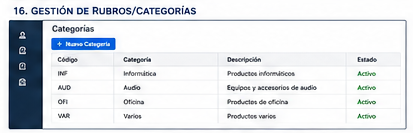 16. GESTIÓN DE RUBROS/CATEGORÍAS
Categorías
+ Nuevo Categoría
Código Categoría Descripción Estado
INF Informática Productos informáticos Activo
AUD Audio Equipos y accesorios de audio Activo
OFI Oficina Productos de oficina Activo
VAR Varios Productos varios Activo